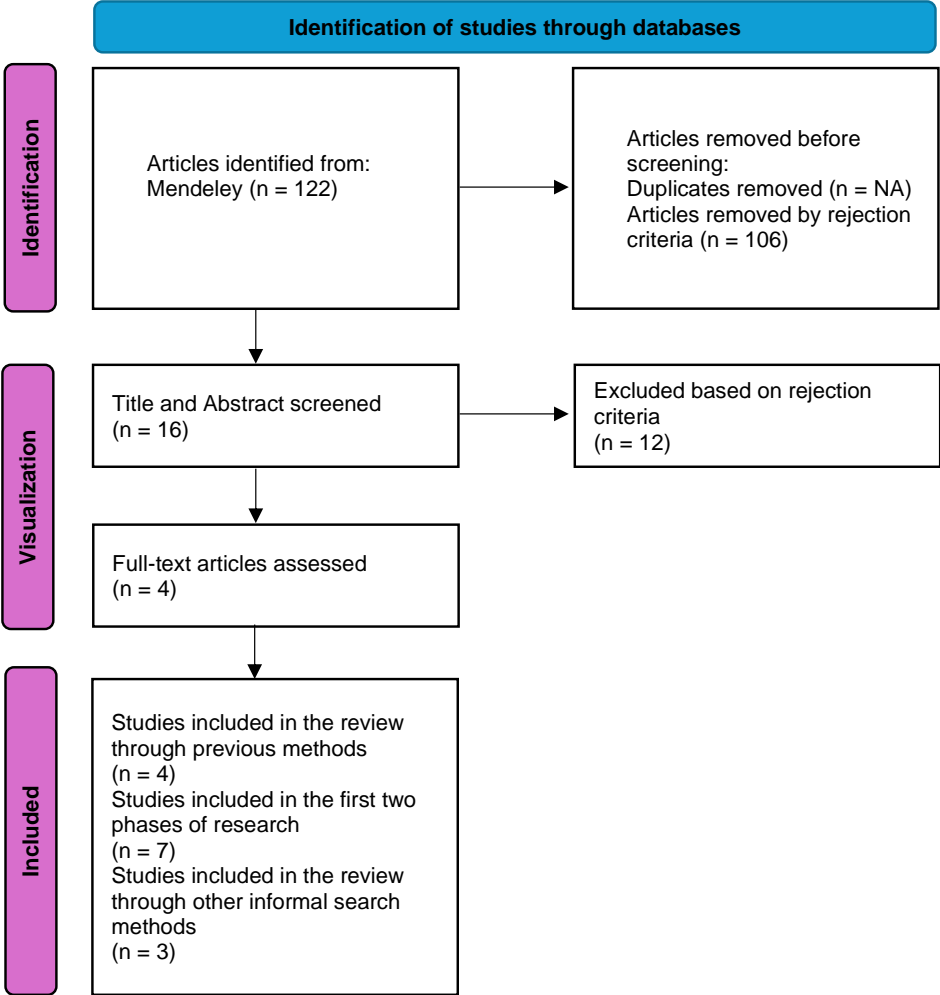 Identification of studies through databases
Identification
Articles identified from:
Mendeley (n = 122)
Articles removed before
screening:
Duplicates removed (n = NA)
Articles removed by rejection
criteria (n = 106)
Visualization
Title and Abstract screened
(n = 16)
Excluded based on rejection
criteria
(n = 12)
Full-text articles assessed
(n = 4)
Included
Studies included in the review
through previous methods
(n = 4)
Studies included in the first two
phases of research
(n = 7)
Studies included in the review
through other informal search
methods
(n = 3)